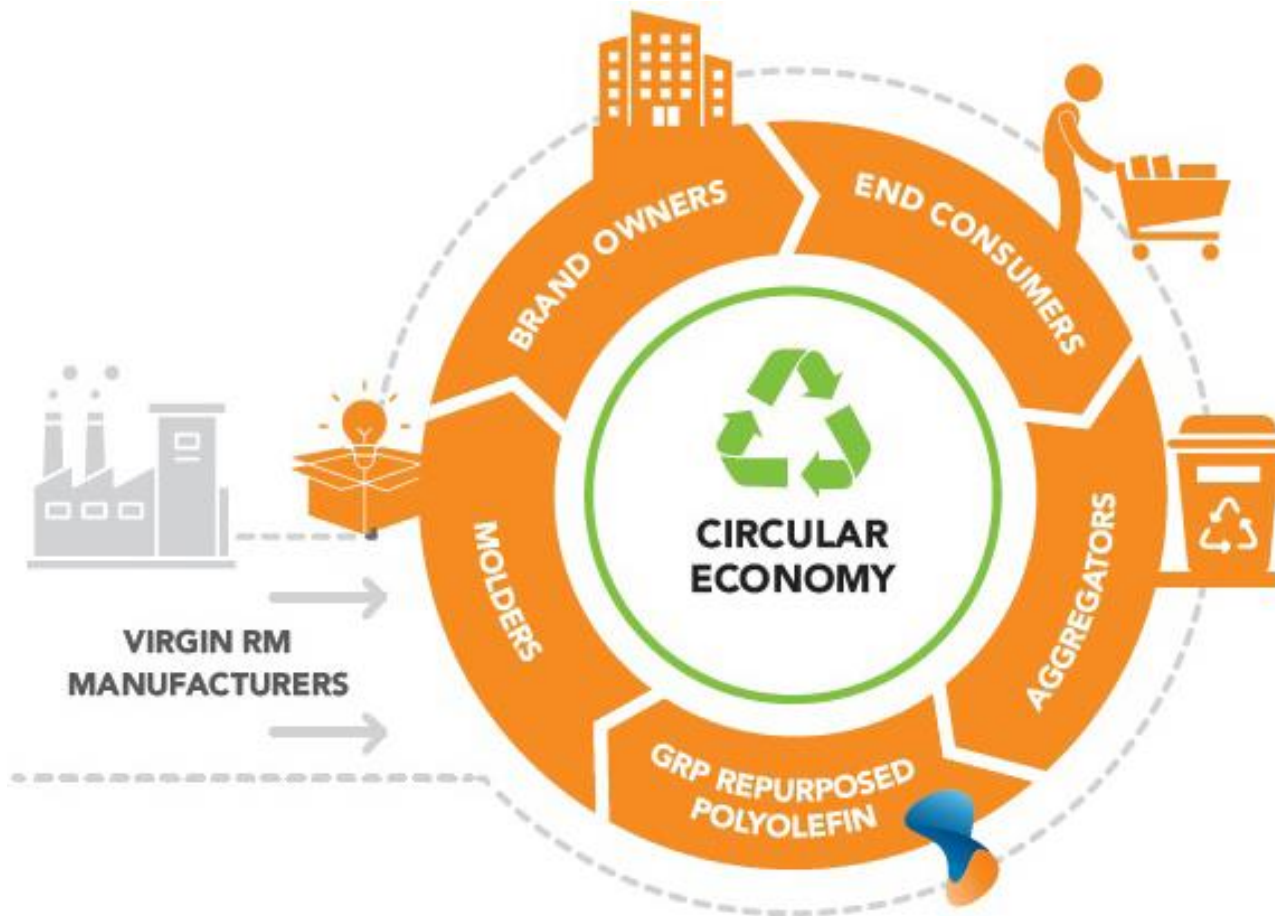 BRAND OWNERS
END CONSUMERS
AGGREGATORS
GRP REPURPOSED
POLYOLEFIN
MOLDERS
CIRCULAR
ECONOMY
VIRGIN RM
MANUFACTURERS